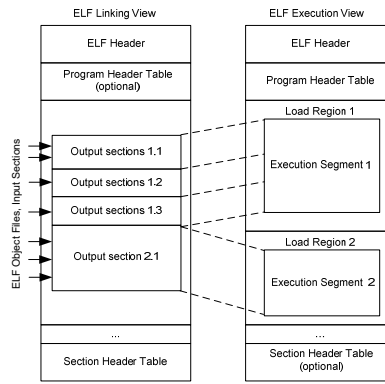 ELF Linking View
ELF Header
Program Header Table
(optional)
Output sections 1.1
Output sections 1.2
Output sections 1.3
Output section 2.1
...
Section Header Table
ELF Object Files, Input Sections
ELF Execution View
ELF Header
Program Header Table
Load Region 1
Execution Segment 1
Load Region 2
Execution Segment 2
...
Section Header Table
(optional)